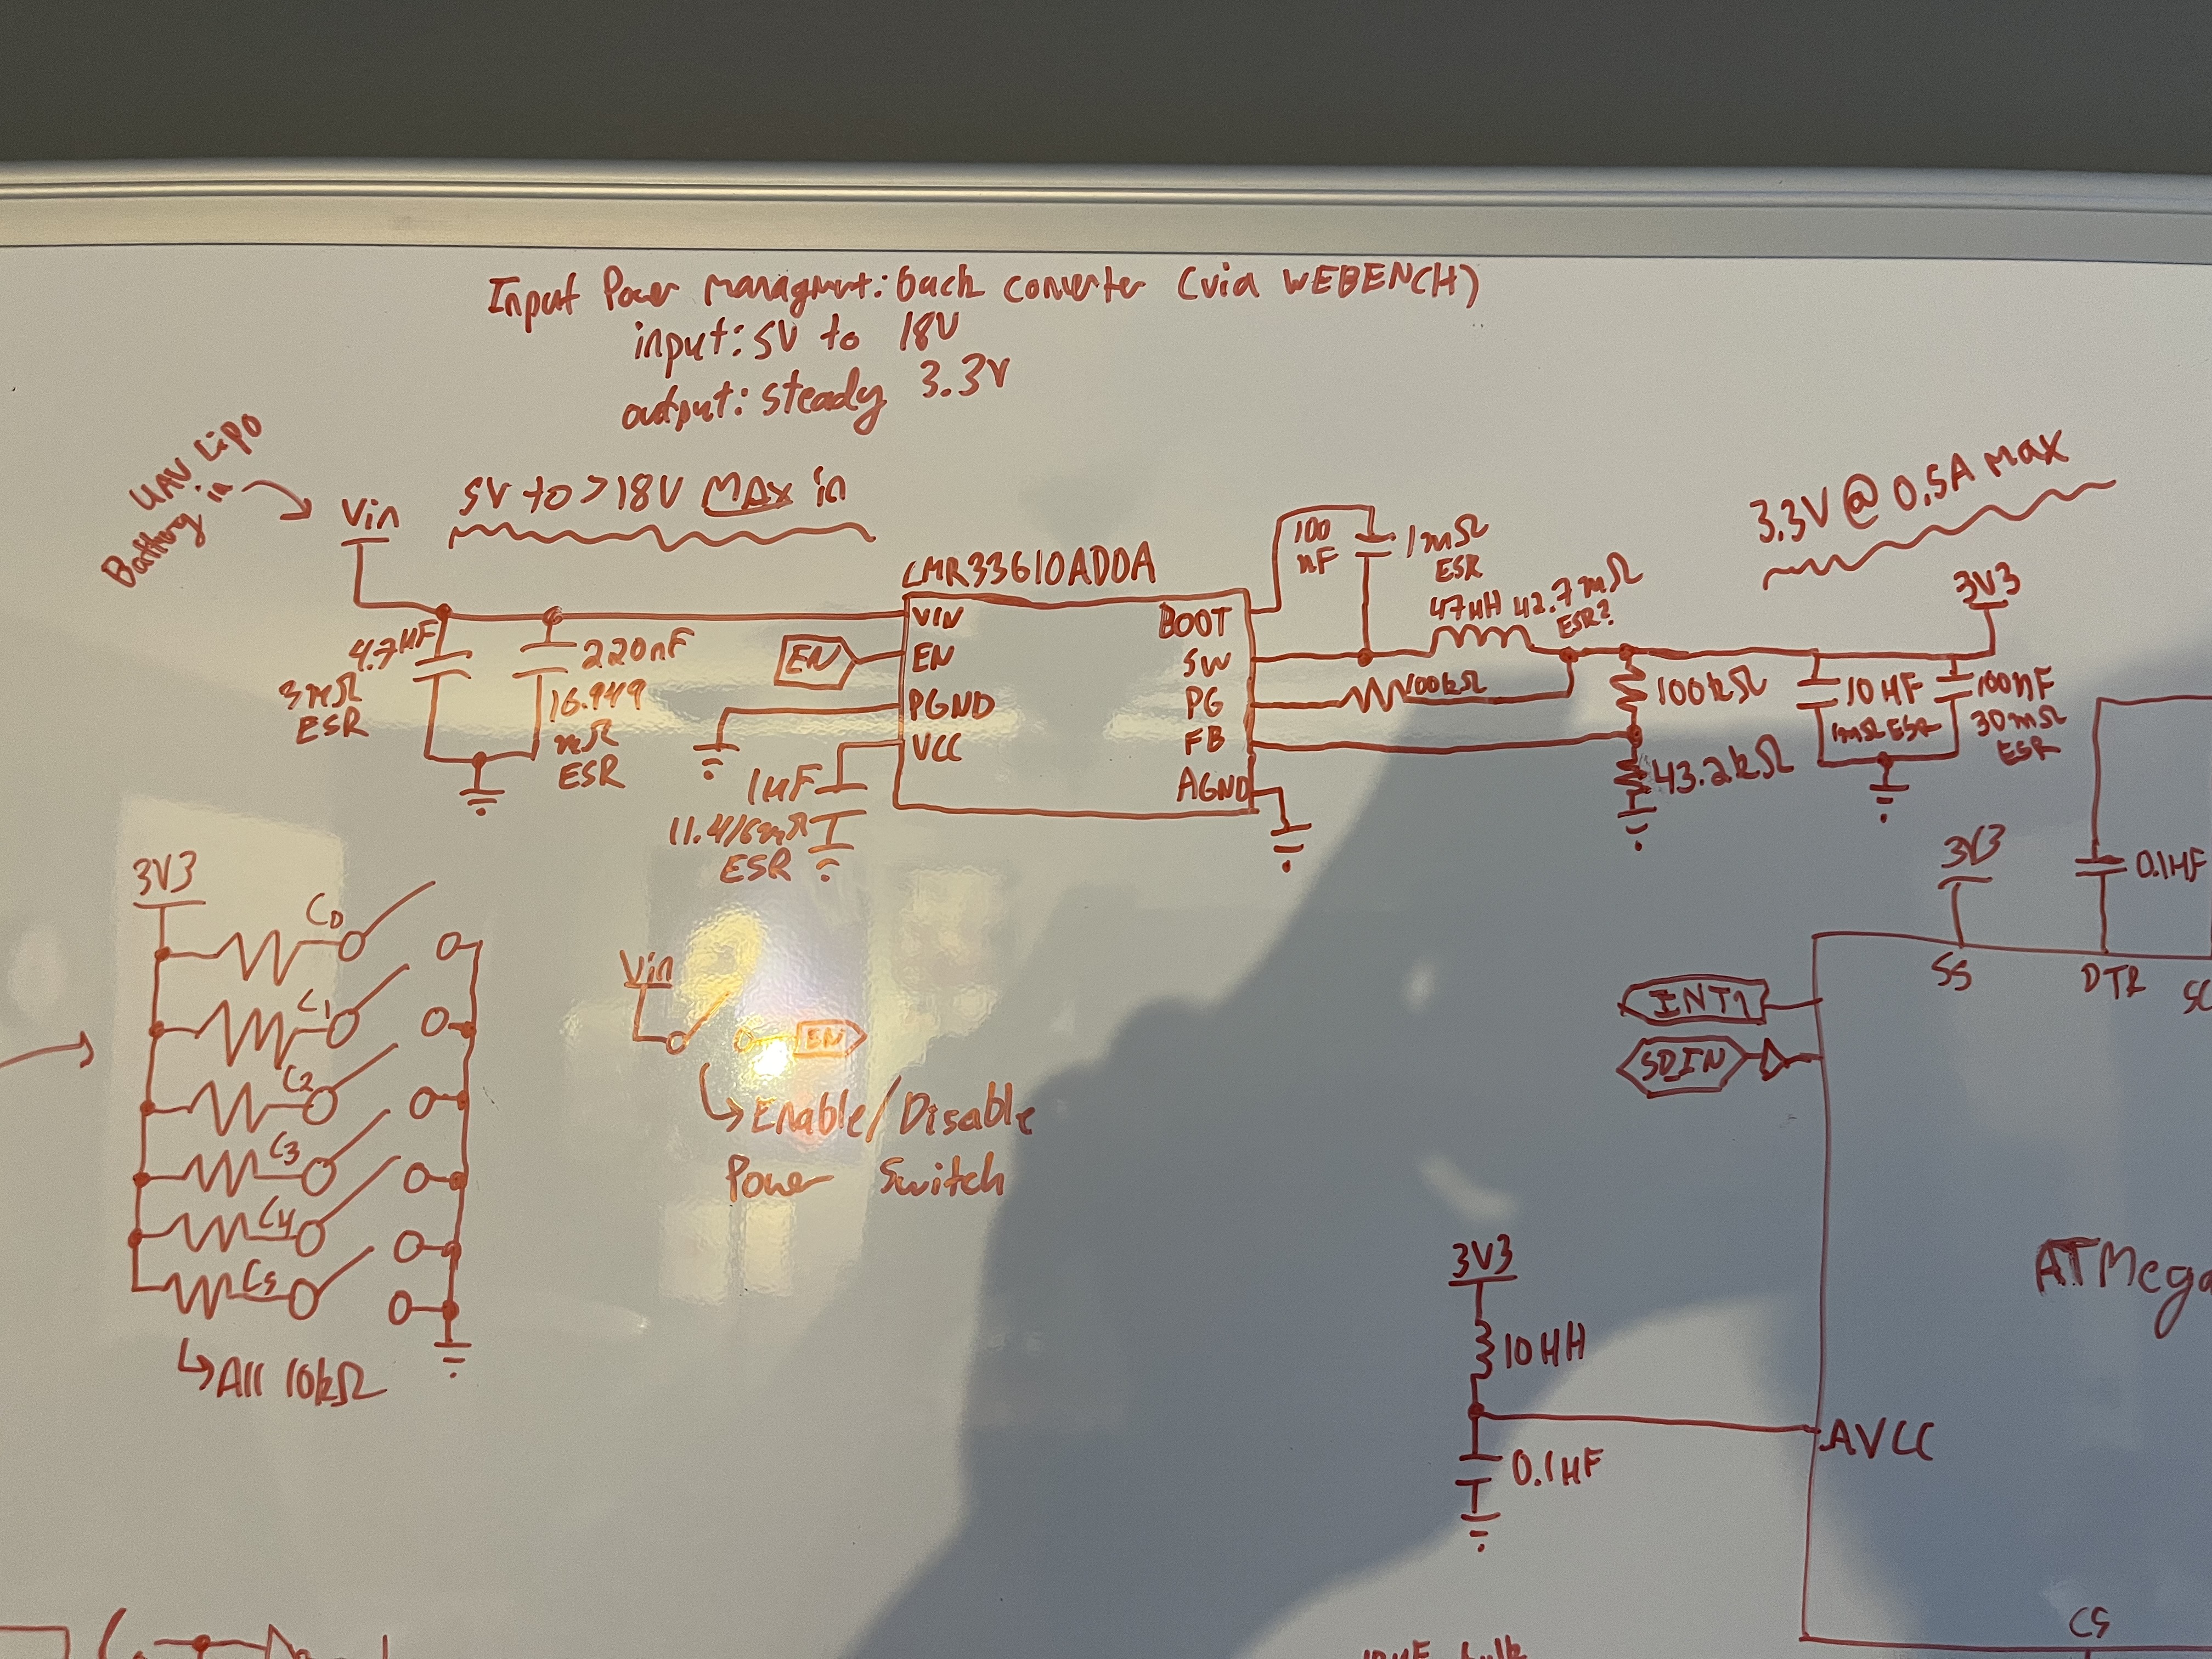 Input Power Managment: buck converter (via WEBENCH)
input: 5V to 18V
output: steady 3.3V
UAV Lipo
Battery in
Vin
5V to >18V MAX in
LMR33610ADDA
VIN
EN
PGND
VCC
BOOT
SW
PG
FB
AGND
EN
4.7µF
3mΩ
ESR
220nF
16.949
mΩ
ESR
1µF
11.416mΩ
ESR
100
nF
1mΩ
ESR
47µH 42.7mΩ
ESR?
100kΩ
100kΩ
43.2kΩ
3.3V @ 0.5A MAX
3V3
10µF
1mΩ ESR
100nF
30mΩ
ESR
3V3
C0
C1
C2
C3
C4
C5
All 10kΩ
Vin
EN
Enable/Disable
Power Switch
3V3
0.1µF
SS
DTR
SC
INT1
SDIN
ATMega
3V3
10µH
0.1µF
AVCC
CS